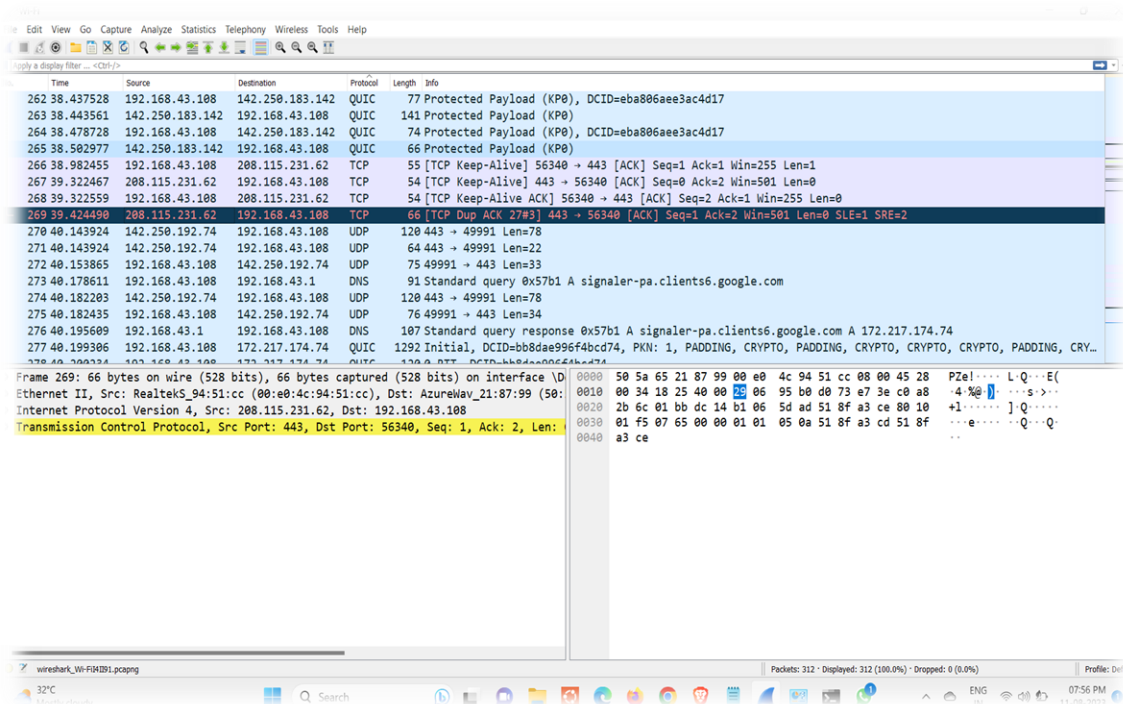 Edit View Go Capture Analyze Statistics Telephony Wireless Tools Help
Apply a display filter ... <Ctrl-/>
Time Source Destination Protocol Length Info
262 38.437528 192.168.43.108 142.250.183.142 QUIC 77 Protected Payload (KP0), DCID=eba806aee3ac4d17
263 38.443561 142.250.183.142 192.168.43.108 QUIC 141 Protected Payload (KP0)
264 38.478728 192.168.43.108 142.250.183.142 QUIC 74 Protected Payload (KP0), DCID=eba806aee3ac4d17
265 38.502977 142.250.183.142 192.168.43.108 QUIC 66 Protected Payload (KP0)
266 38.982455 192.168.43.108 208.115.231.62 TCP 55 [TCP Keep-Alive] 56340 → 443 [ACK] Seq=1 Ack=1 Win=255 Len=1
267 39.322467 208.115.231.62 192.168.43.108 TCP 54 [TCP Keep-Alive] 443 → 56340 [ACK] Seq=0 Ack=2 Win=501 Len=0
268 39.322559 192.168.43.108 208.115.231.62 TCP 54 [TCP Keep-Alive ACK] 56340 → 443 [ACK] Seq=2 Ack=1 Win=255 Len=0
269 39.424490 208.115.231.62 192.168.43.108 TCP 66 [TCP Dup ACK 27#3] 443 → 56340 [ACK] Seq=1 Ack=2 Win=501 Len=0 SLE=1 SRE=2
270 40.143924 142.250.192.74 192.168.43.108 UDP 120 443 → 49991 Len=78
271 40.143924 142.250.192.74 192.168.43.108 UDP 64 443 → 49991 Len=22
272 40.153865 192.168.43.108 142.250.192.74 UDP 75 49991 → 443 Len=33
273 40.178611 192.168.43.108 192.168.43.1 DNS 91 Standard query 0x57b1 A signaler-pa.clients6.google.com
274 40.182203 142.250.192.74 192.168.43.108 UDP 120 443 → 49991 Len=78
275 40.182435 192.168.43.108 142.250.192.74 UDP 76 49991 → 443 Len=34
276 40.195609 192.168.43.1 192.168.43.108 DNS 107 Standard query response 0x57b1 A signaler-pa.clients6.google.com A 172.217.174.74
277 40.199306 192.168.43.108 172.217.174.74 QUIC 1292 Initial, DCID=bb8dae996f4bcd74, PKN: 1, PADDING, CRYPTO, PADDING, CRYPTO, CRYPTO, CRYPTO, PADDING, CRY…
278 40.200234 192.168.43.108 172.217.174.74 QUIC 120 0-RTT, DCID=bb8dae996f4bcd74
Frame 269: 66 bytes on wire (528 bits), 66 bytes captured (528 bits) on interface \D
Ethernet II, Src: RealtekS_94:51:cc (00:e0:4c:94:51:cc), Dst: AzureWav_21:87:99 (50:
Internet Protocol Version 4, Src: 208.115.231.62, Dst: 192.168.43.108
Transmission Control Protocol, Src Port: 443, Dst Port: 56340, Seq: 1, Ack: 2, Len:
0000 50 5a 65 21 87 99 00 e0 4c 94 51 cc 08 00 45 28 PZe!···· L·Q···E(
0010 00 34 18 25 40 00 29 06 95 b0 d0 73 e7 3e c0 a8 ·4·%@·)· ···s·>··
0020 2b 6c 01 bb dc 14 b1 06 5d ad 51 8f a3 ce 80 10 +l······ ]·Q·····
0030 01 f5 07 65 00 00 01 01 05 0a 51 8f a3 cd 51 8f ···e···· ··Q···Q·
0040 a3 ce ··
wireshark_Wi-FiI4II91.pcapng
Packets: 312 · Displayed: 312 (100.0%) · Dropped: 0 (0.0%)
Profile: De
32°C
Search
1
ENG
07:56 PM